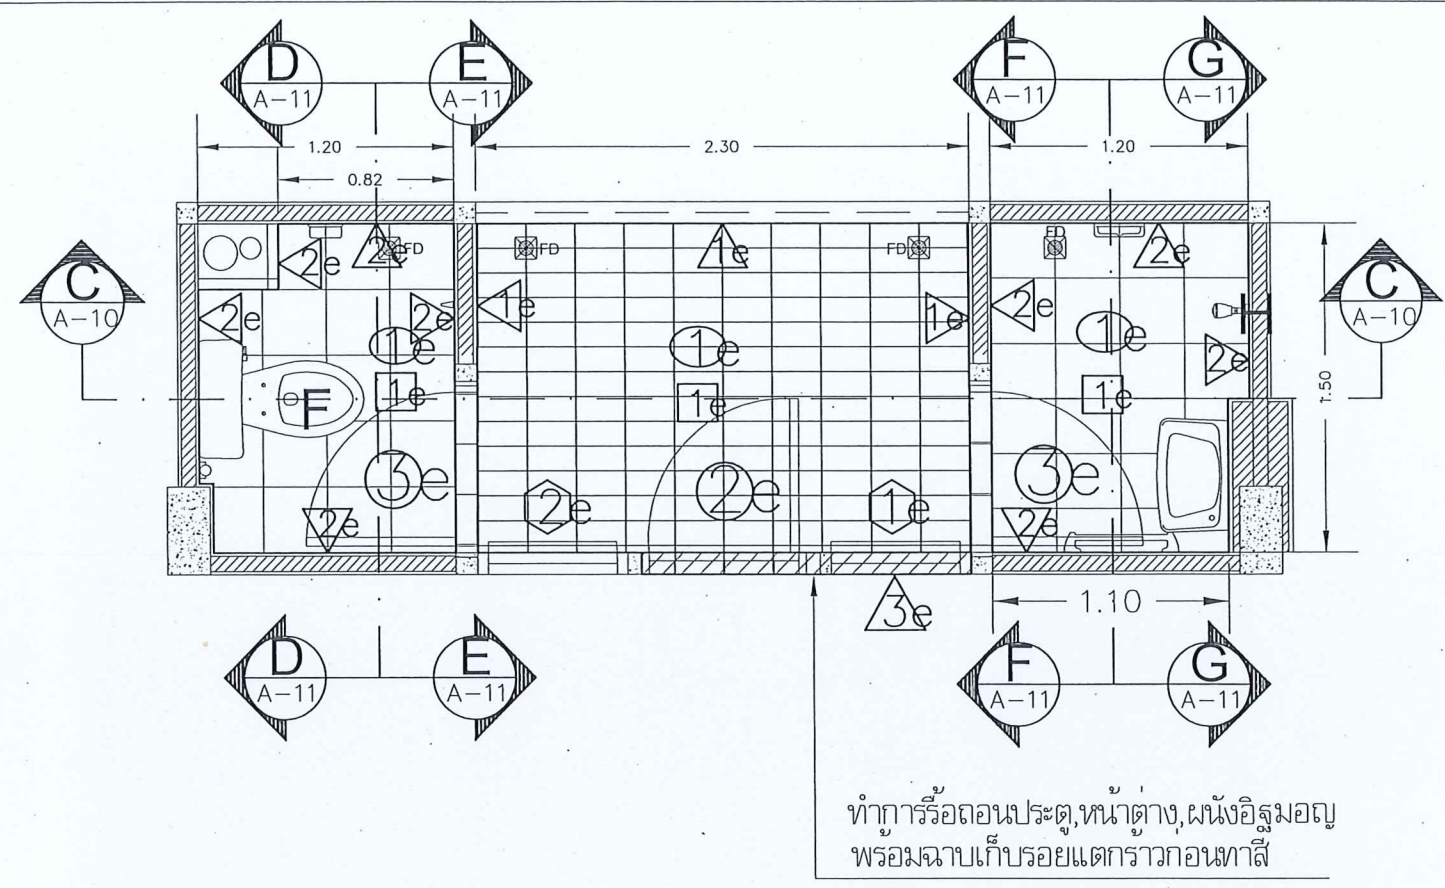 D E F G
A-11 A-11 A-11 A-11
1.20 2.30 1.20
0.82
2e FD FD 1e FD FD 2e
2e
C C
A-10 A-10
2e 2e 1e 1e 2e
1e 1e 1e
2e
1e 1e 1e
F
1.50
3e 2e 3e
2e 1e
2e 2e
3e
1.10
D E F G
A-11 A-11 A-11 A-11
ทำการรื้อถอนประตู,หน้าต่าง,ผนังอิฐมอญ
พร้อมฉาบเก็บรอยแตกร้าวก่อนทาสี